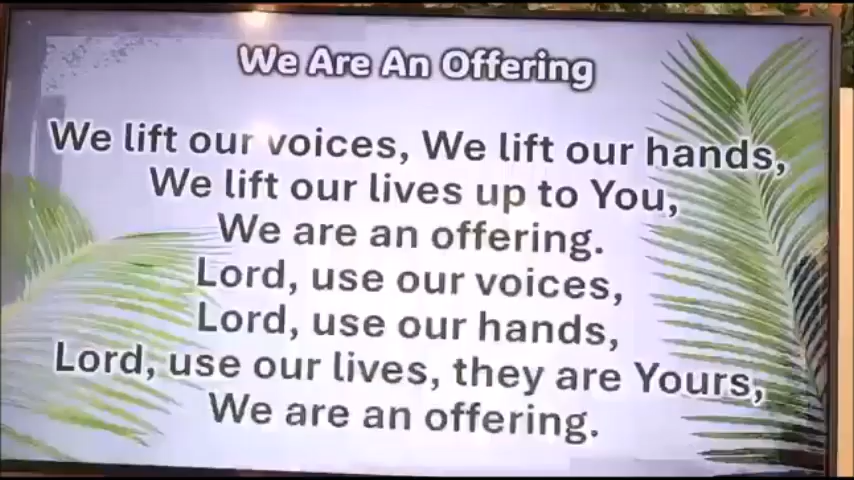 We Are An Offering
We lift our voices, We lift our hands,
We lift our lives up to You,
We are an offering.
Lord, use our voices,
Lord, use our hands,
Lord, use our lives, they are Yours,
We are an offering.